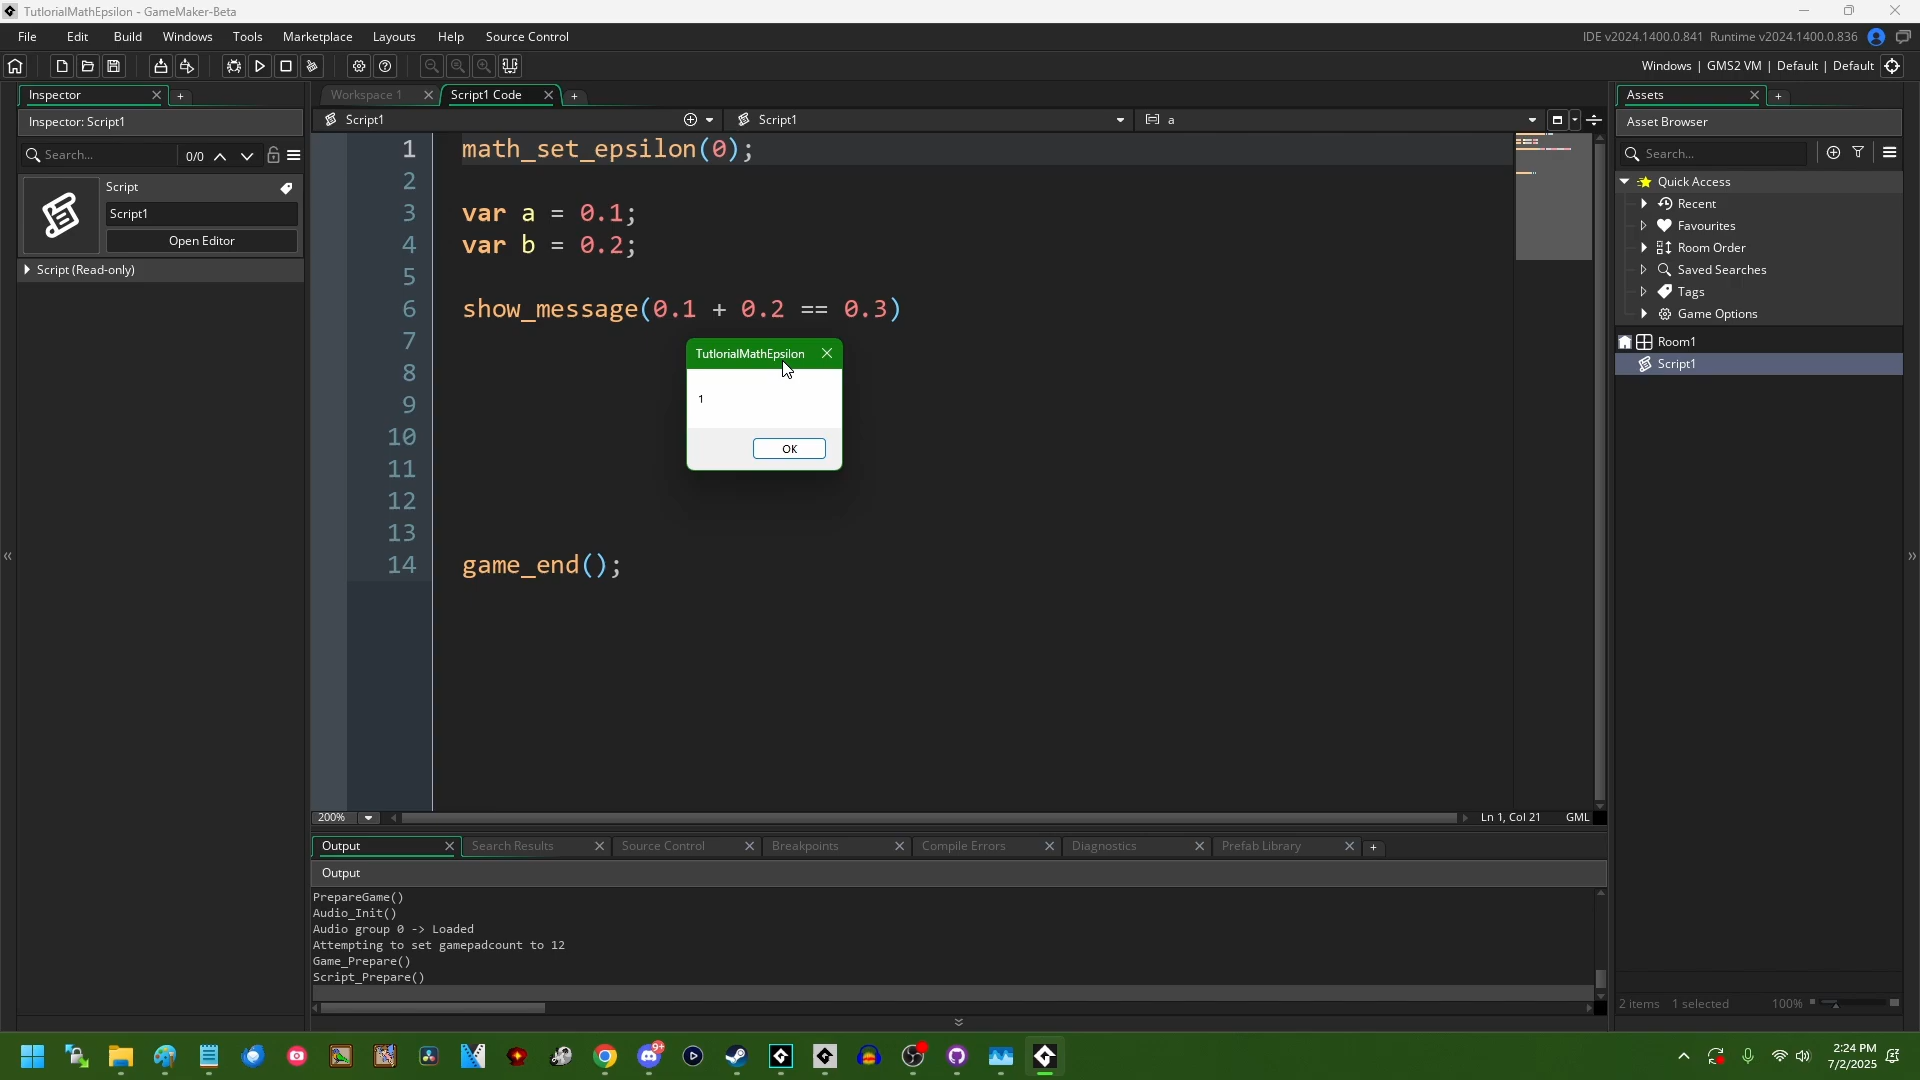 TutlorialMathEpsilon - GameMaker-Beta
File Edit Build Windows Tools Marketplace Layouts Help Source Control
IDE v2024.1400.0.841 Runtime v2024.1400.0.836
Windows | GMS2 VM | Default | Default
Inspector
Inspector: Script1
Search... 0/0
Script
Script1
Open Editor
Script (Read-only)
Workspace 1 Script1 Code
Script1 Script1 a
1 math_set_epsilon(0);
2
3 var a = 0.1;
4 var b = 0.2;
5
6 show_message(0.1 + 0.2 == 0.3)
7
8
9
10
11
12
13
14 game_end();
TutlorialMathEpsilon
1
OK
200% Ln 1, Col 21 GML
Output Search Results Source Control Breakpoints Compile Errors Diagnostics Prefab Library
Output
PrepareGame()
Audio_Init()
Audio group 0 -> Loaded
Attempting to set gamepadcount to 12
Game_Prepare()
Script_Prepare()
Assets
Asset Browser
Search...
Quick Access
Recent
Favourites
Room Order
Saved Searches
Tags
Game Options
Room1
Script1
2 items 1 selected 100%
9+
2:24 PM
7/2/2025